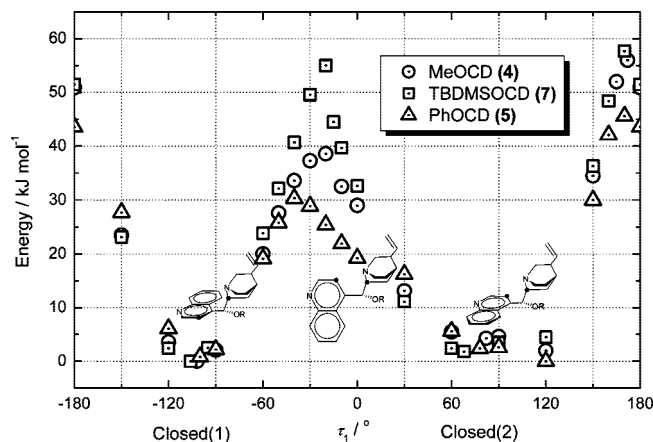 60
50
40
30
20
10
0
Energy / kJ mol⁻¹
MeOCD (4)
TBDMSOCD (7)
PhOCD (5)
N
N
OR
N
N
OR
N
N
OR
-180 -120 -60 0 60 120 180
Closed(1) τ₁ / ° Closed(2)